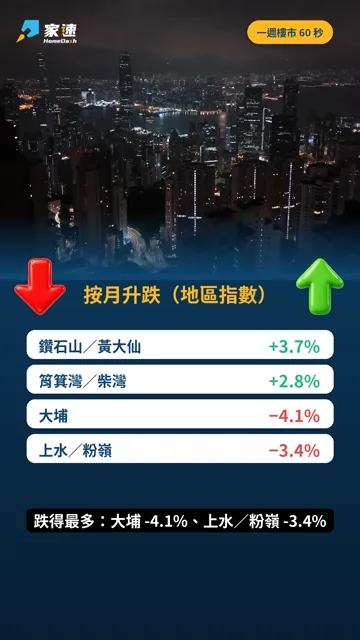 家速
HomeDash
一週樓市 60 秒
按月升跌（地區指數）
鑽石山／黃大仙 +3.7%
筲箕灣／柴灣 +2.8%
大埔 −4.1%
上水／粉嶺 −3.4%
跌得最多：大埔 -4.1%、上水／粉嶺 -3.4%